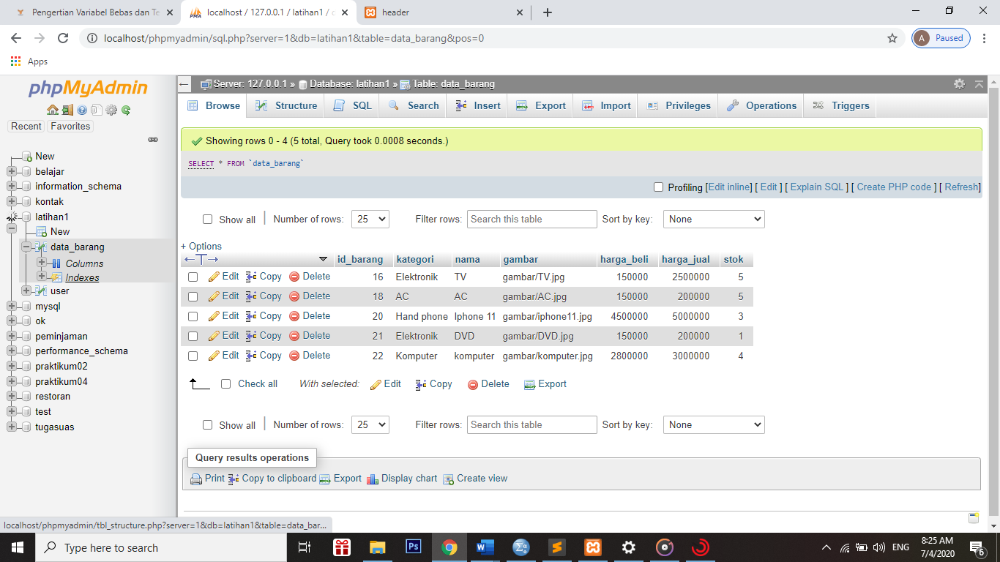 Pengertian Variabel Bebas dan Te
localhost / 127.0.0.1 / latihan1 /
header
localhost/phpmyadmin/sql.php?server=1&db=latihan1&table=data_barang&pos=0
A Paused
Apps
phpMyAdmin
Recent Favorites
New
belajar
information_schema
kontak
latihan1
New
data_barang
Columns
Indexes
user
mysql
ok
peminjaman
performance_schema
praktikum02
praktikum04
restoran
test
tugasuas
Server: 127.0.0.1 » Database: latihan1 » Table: data_barang
Browse Structure SQL Search Insert Export Import Privileges Operations Triggers
Showing rows 0 - 4 (5 total, Query took 0.0008 seconds.)
SELECT * FROM `data_barang`
Profiling [Edit inline] [ Edit ] [ Explain SQL ] [ Create PHP code ] [ Refresh]
Show all | Number of rows: 25 Filter rows: Search this table Sort by key: None
+ Options
←T→ id_barang kategori nama gambar harga_beli harga_jual stok
Edit Copy Delete 16 Elektronik TV gambar/TV.jpg 150000 2500000 5
Edit Copy Delete 18 AC AC gambar/AC.jpg 150000 200000 5
Edit Copy Delete 20 Hand phone Iphone 11 gambar/iphone11.jpg 4500000 5000000 3
Edit Copy Delete 21 Elektronik DVD gambar/DVD.jpg 150000 200000 1
Edit Copy Delete 22 Komputer komputer gambar/komputer.jpg 2800000 3000000 4
Check all With selected: Edit Copy Delete Export
Show all | Number of rows: 25 Filter rows: Search this table Sort by key: None
Query results operations
Print Copy to clipboard Export Display chart Create view
localhost/phpmyadmin/tbl_structure.php?server=1&db=latihan1&table=data_bar...
Type here to search
Ps
ENG
8:25 AM
7/4/2020
6